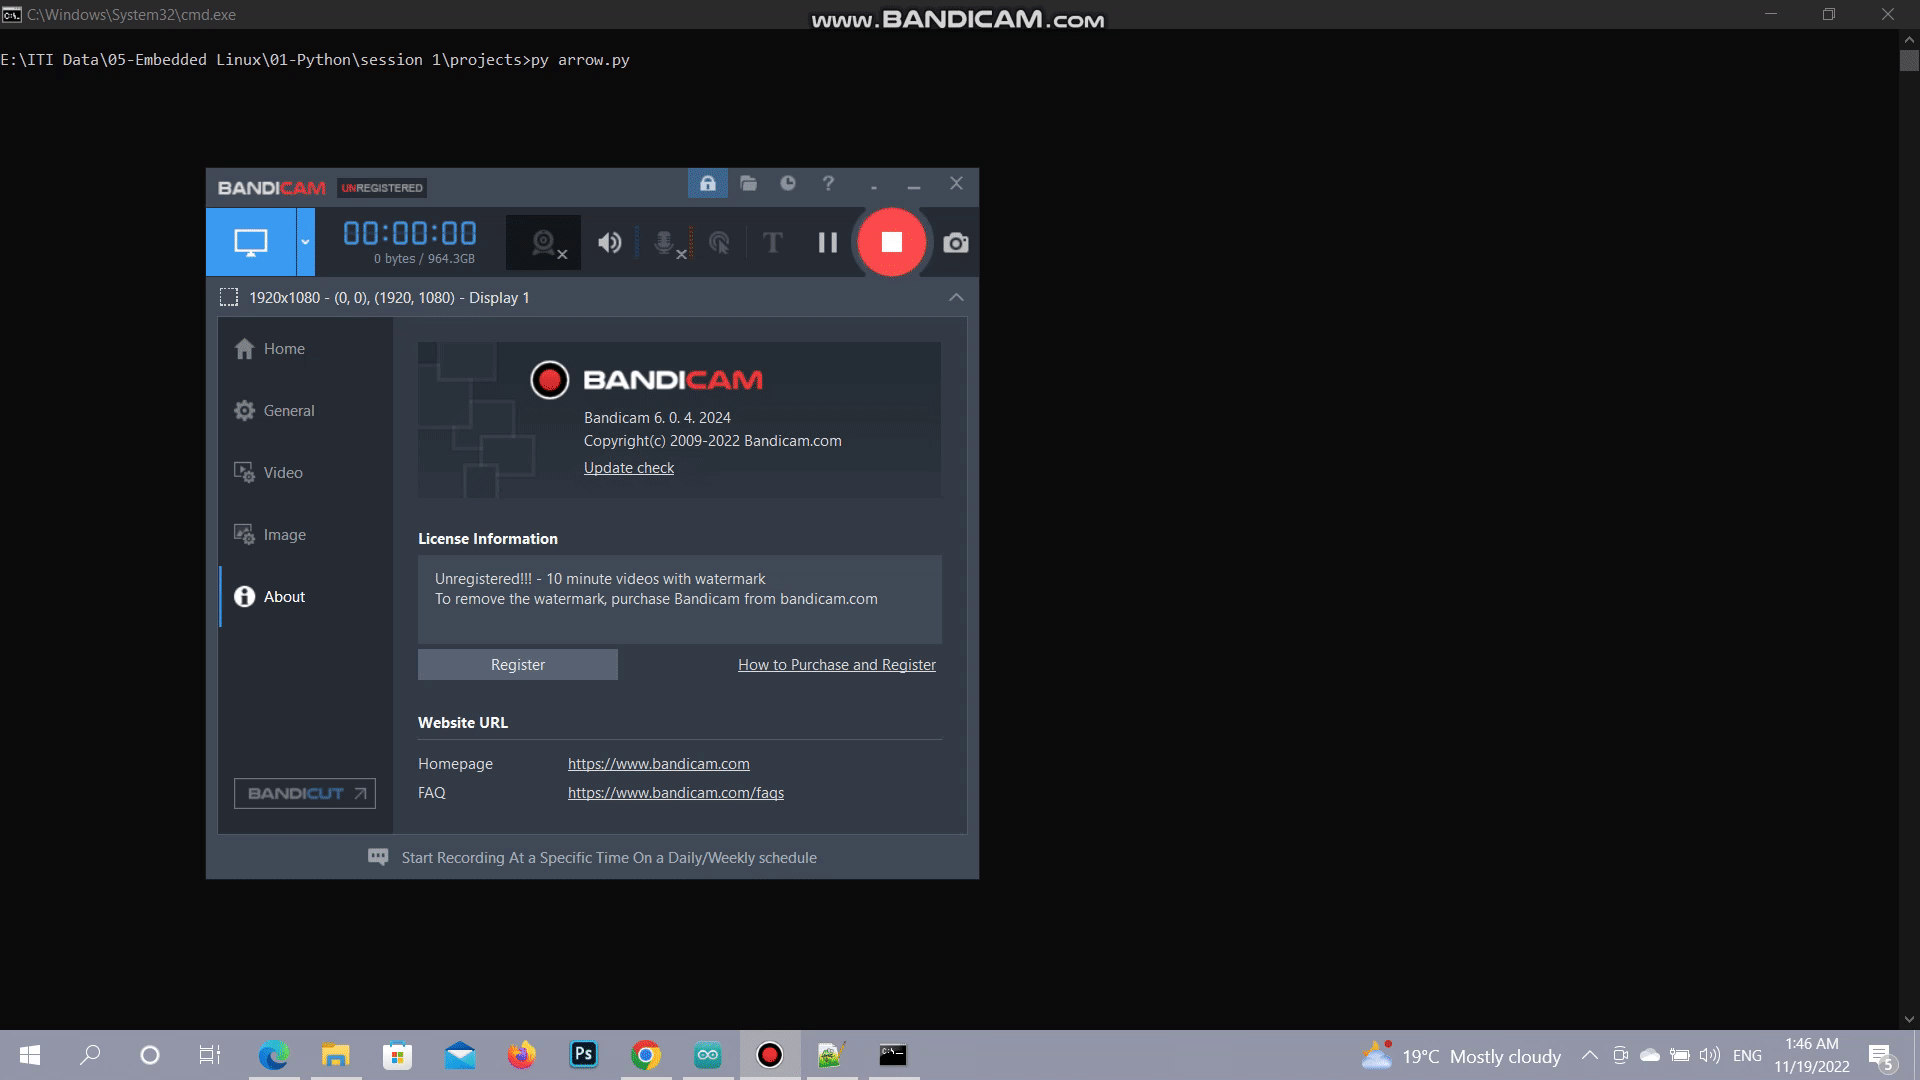 C:\Windows\System32\cmd.exe
www.BANDICAM.com
E:\ITI Data\05-Embedded Linux\01-Python\session 1\projects>py arrow.py
BANDICAM UNREGISTERED
00:00:00
0 bytes / 964.3GB
1920x1080 - (0, 0), (1920, 1080) - Display 1
Home
General
Video
Image
About
BANDICUT
BANDICAM
Bandicam 6. 0. 4. 2024
Copyright(c) 2009-2022 Bandicam.com
Update check
License Information
Unregistered!!! - 10 minute videos with watermark
To remove the watermark, purchase Bandicam from bandicam.com
Register
How to Purchase and Register
Website URL
Homepage https://www.bandicam.com
FAQ https://www.bandicam.com/faqs
Start Recording At a Specific Time On a Daily/Weekly schedule
Ps
19°C Mostly cloudy
ENG
1:46 AM
11/19/2022
5